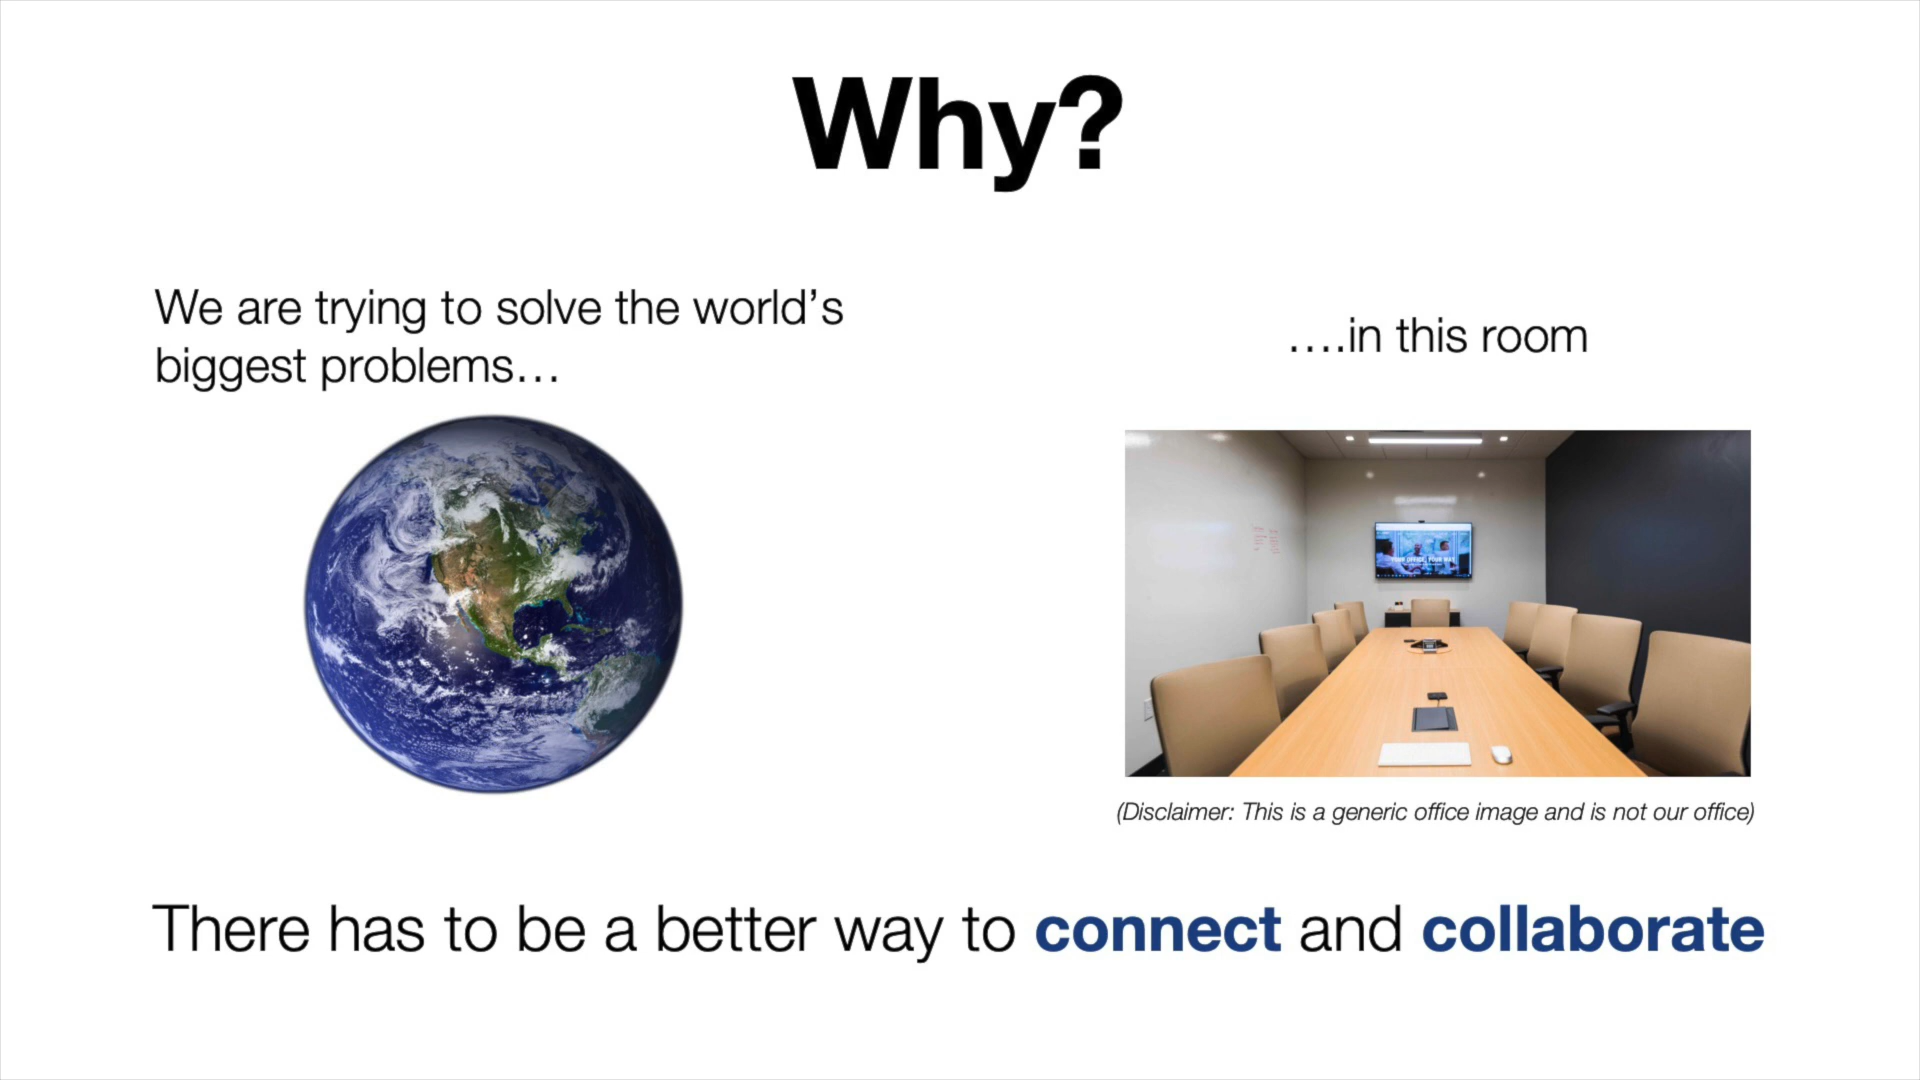 Why?
We are trying to solve the world’s
biggest problems…
….in this room
(Disclaimer: This is a generic office image and is not our office)
There has to be a better way to connect and collaborate